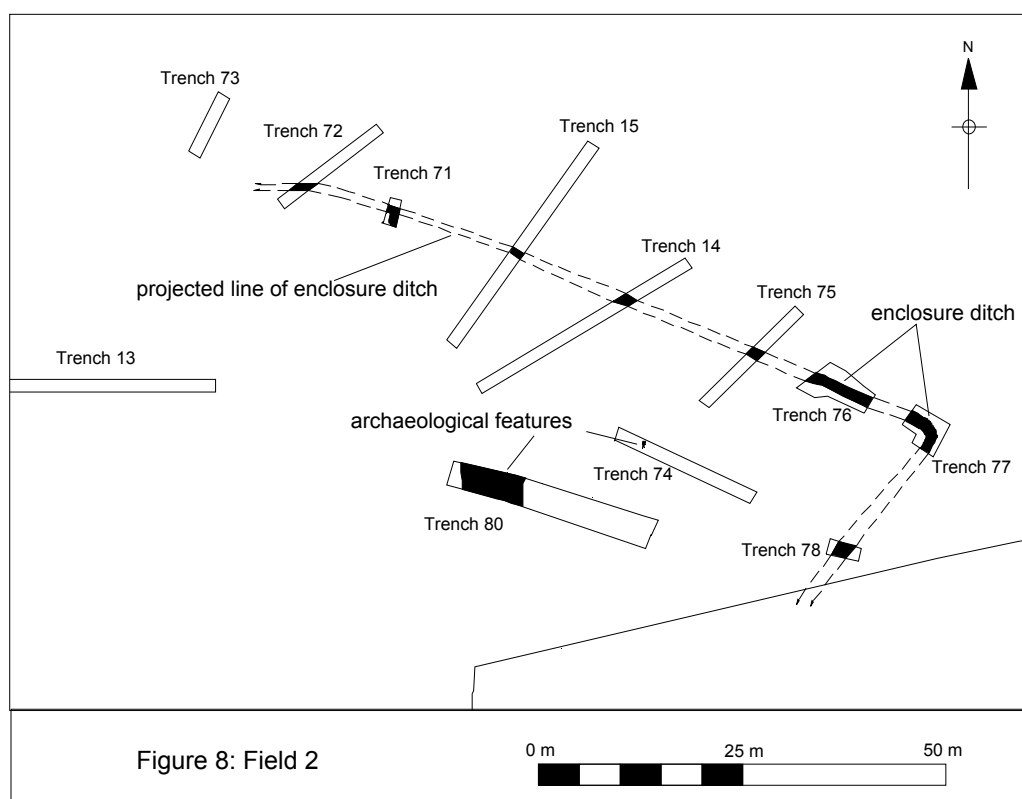 N
Trench 73
Trench 72
Trench 15
Trench 71
Trench 14
projected line of enclosure ditch
Trench 75
enclosure ditch
Trench 13
Trench 76
archaeological features
Trench 77
Trench 74
Trench 80
Trench 78
Figure 8: Field 2
0 m 25 m 50 m